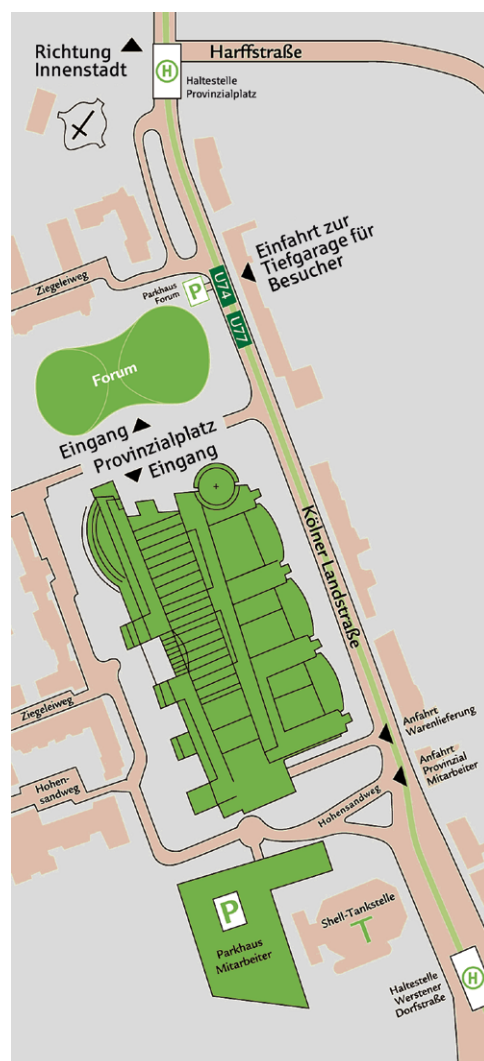 Richtung
Innenstadt
Harffstraße
H
Haltestelle
Provinzialplatz
Einfahrt zur
Tiefgarage für
Besucher
Ziegeleiweg
Parkhaus
Forum
P
U74
U77
Forum
Eingang
Provinzialplatz
Eingang
Kölner Landstraße
Ziegeleiweg
Anfahrt
Warenlieferung
Anfahrt
Provinzial
Mitarbeiter
Hohen-
sandweg
Hohensandweg
P
Parkhaus
Mitarbeiter
Shell-Tankstelle
T
Haltestelle
Werstener
Dorfstraße
H